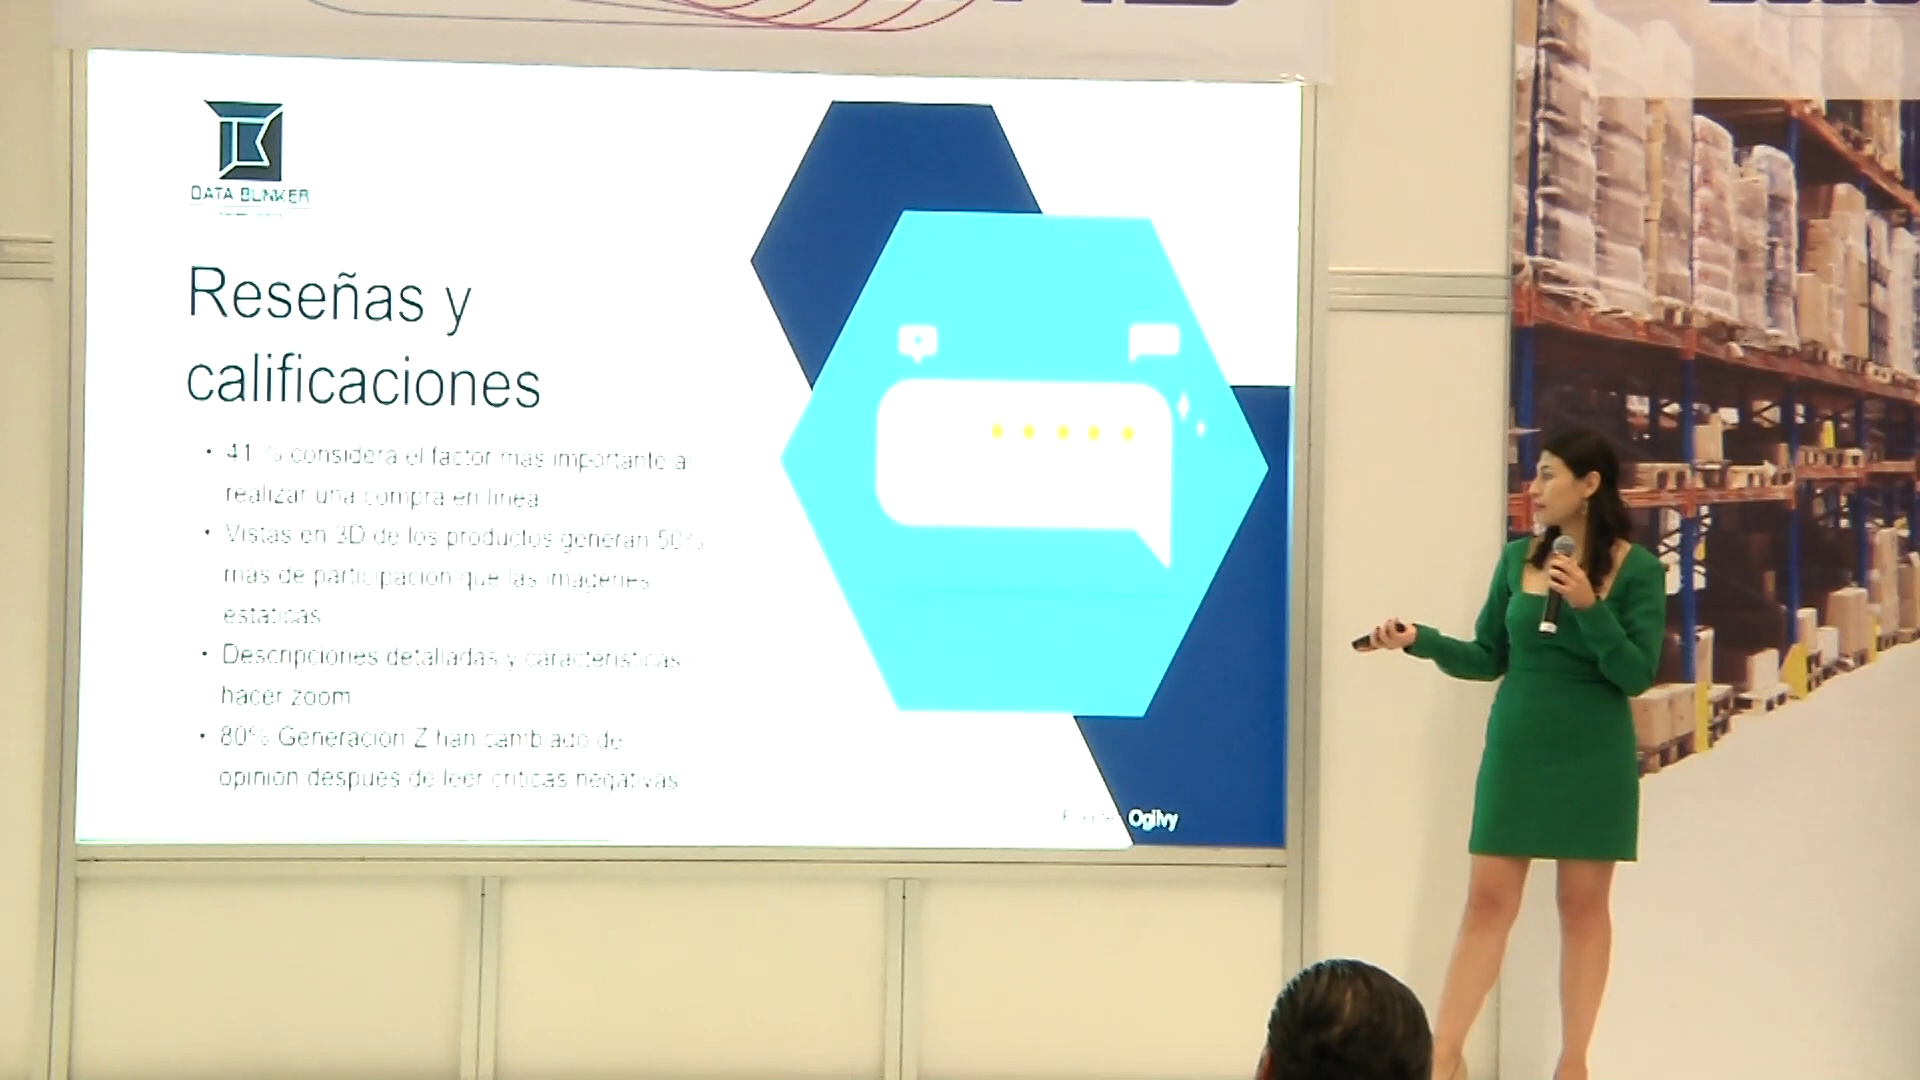 DATA BUNKER
Reseñas y
calificaciones
• 41 % considera el factor mas importante al
realizar una compra en linea
• Vistas en 3D de los productos generan 50%
mas de participacion que las imagenes
estaticas
• Descripciones detalladas y caracteristicas
hacer zoom
• 80% Generacion Z han cambiado de
opinion despues de leer criticas negativas
Ogilvy